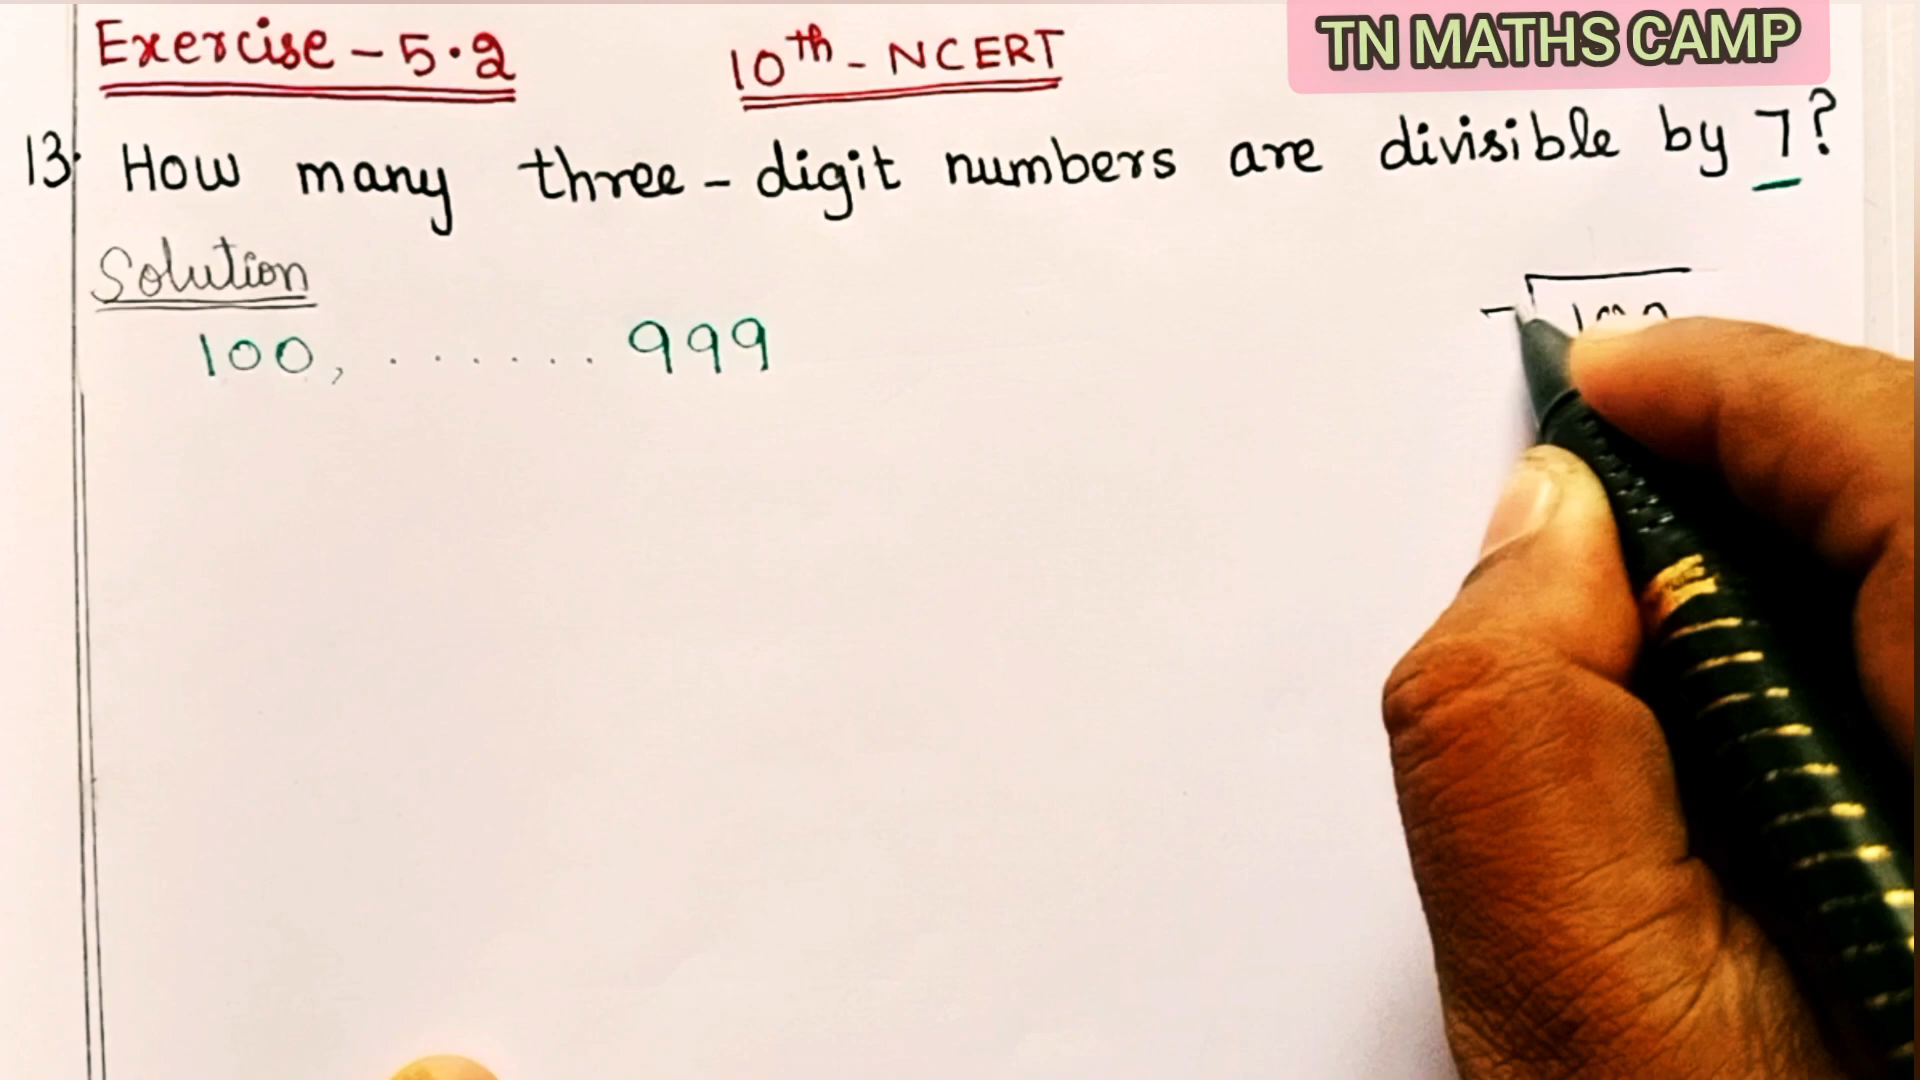 TN MATHS CAMP
Exercise - 5.2 10th - NCERT
13. How many three-digit numbers are divisible by 7?
Solution
100, . . . . . . . 999